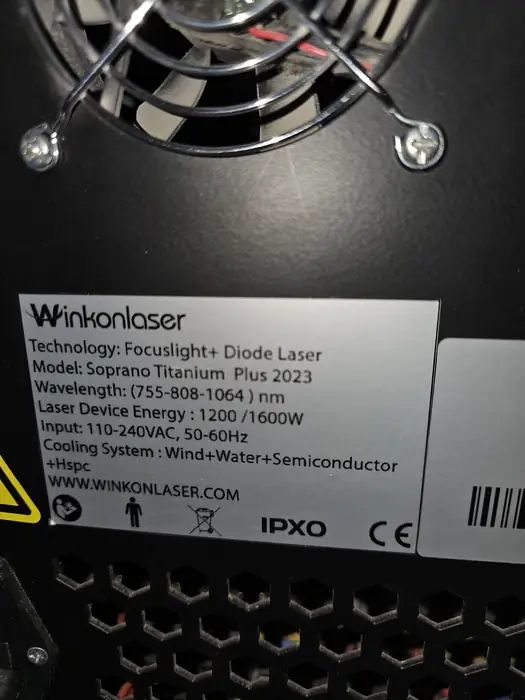 Winkonlaser
Technology: Focuslight+ Diode Laser
Model: Soprano Titanium Plus 2023
Wavelength: (755-808-1064 ) nm
Laser Device Energy : 1200 /1600W
Input: 110-240VAC, 50-60Hz
Cooling System : Wind+Water+Semiconductor
+Hspc
WWW.WINKONLASER.COM
IPXO CE